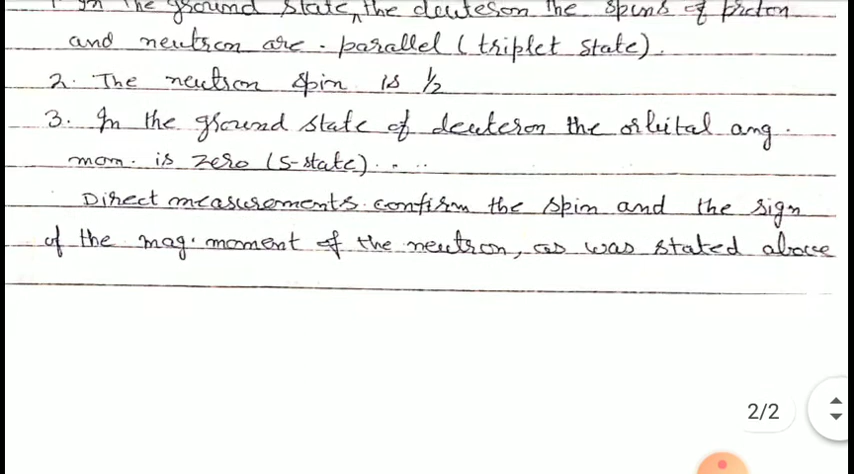 1. In the ground state, the deuteron the spins of proton
and neutron are . parallel (triplet state).
2. The neutron spin is 1/2
3. In the ground state of deuteron the orbital ang.
mom. is zero (S-state) . ..
Direct measurements confirm the spin and the sign
of the mag. moment of the neutron, as was stated above
2/2